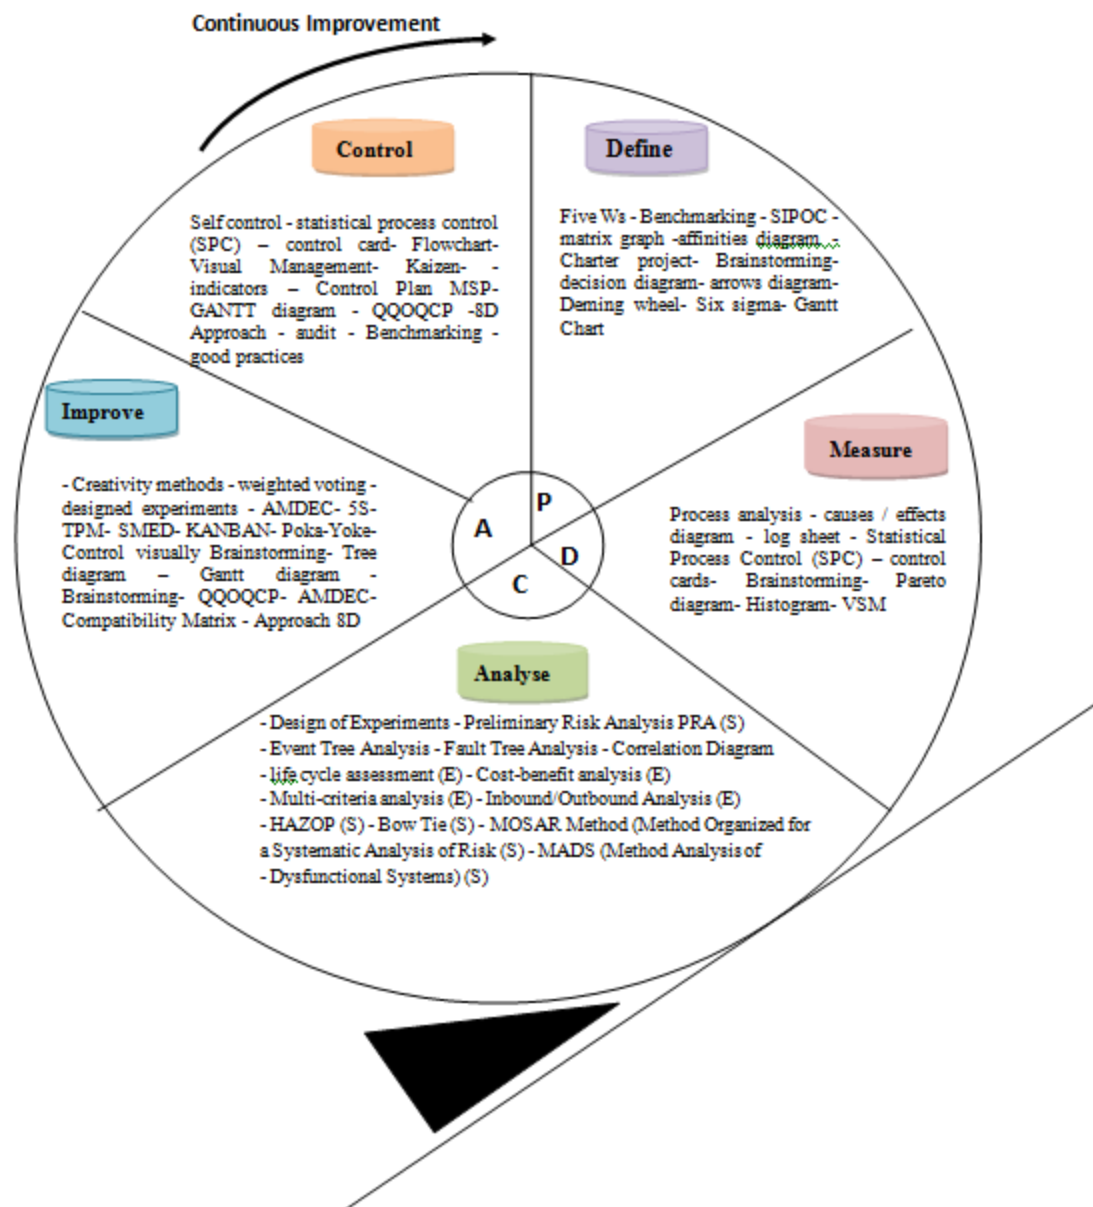 Continuous Improvement
Control
Self control - statistical process control
(SPC) – control card- Flowchart-
Visual Management- Kaizen- -
indicators – Control Plan MSP-
GANTT diagram - QQOQCP -8D
Approach - audit - Benchmarking -
good practices
Define
Five Ws - Benchmarking - SIPOC -
matrix graph -affinities diagram -
Charter project- Brainstorming-
decision diagram- arrows diagram-
Deming wheel- Six sigma- Gantt
Chart
Measure
Process analysis - causes / effects
diagram - log sheet - Statistical
Process Control (SPC) – control
cards- Brainstorming- Pareto
diagram- Histogram- VSM
Improve
- Creativity methods - weighted voting -
designed experiments - AMDEC- 5S-
TPM- SMED- KANBAN- Poka-Yoke-
Control visually Brainstorming- Tree
diagram – Gantt diagram -
Brainstorming- QQOQCP- AMDEC-
Compatibility Matrix - Approach 8D
P
A
D
C
Analyse
- Design of Experiments - Preliminary Risk Analysis PRA (S)
- Event Tree Analysis - Fault Tree Analysis - Correlation Diagram
- life cycle assessment (E) - Cost-benefit analysis (E)
- Multi-criteria analysis (E) - Inbound/Outbound Analysis (E)
- HAZOP (S) - Bow Tie (S) - MOSAR Method (Method Organized for
a Systematic Analysis of Risk (S) - MADS (Method Analysis of
- Dysfunctional Systems) (S)